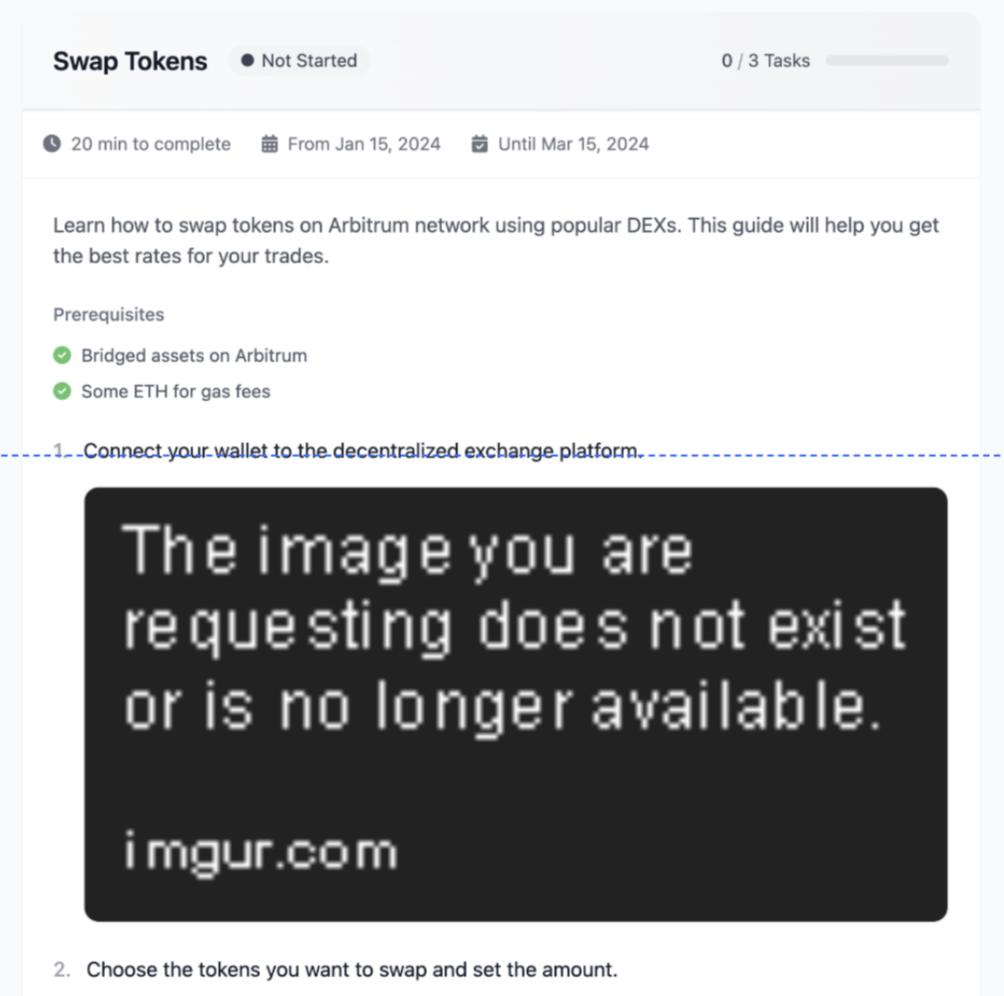 Swap Tokens
Not Started
0 / 3 Tasks
20 min to complete
From Jan 15, 2024
Until Mar 15, 2024
Learn how to swap tokens on Arbitrum network using popular DEXs. This guide will help you get
the best rates for your trades.
Prerequisites
Bridged assets on Arbitrum
Some ETH for gas fees
1. Connect your wallet to the decentralized exchange platform.
The image you are
requesting does not exist
or is no longer available.
imgur.com
2. Choose the tokens you want to swap and set the amount.